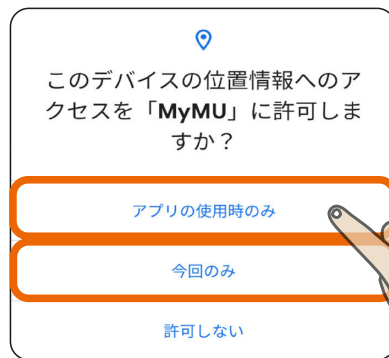 このデバイスの位置情報へのア
クセスを「MyMU」に許可しま
すか？
アプリの使用時のみ
今回のみ
許可しない